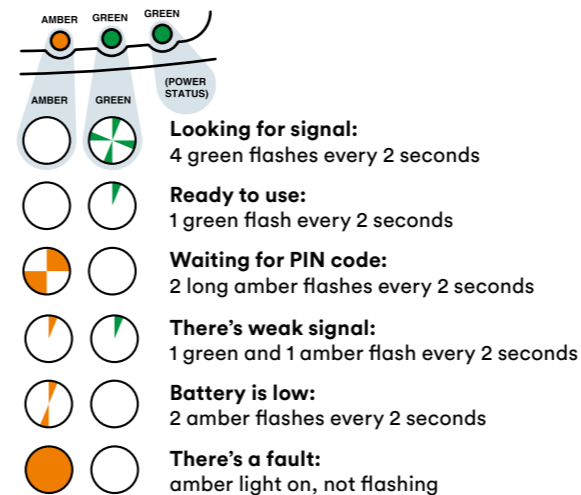 AMBER GREEN GREEN
(POWER
STATUS)
AMBER GREEN
Looking for signal:
4 green flashes every 2 seconds
Ready to use:
1 green flash every 2 seconds
Waiting for PIN code:
2 long amber flashes every 2 seconds
There’s weak signal:
1 green and 1 amber flash every 2 seconds
Battery is low:
2 amber flashes every 2 seconds
There’s a fault:
amber light on, not flashing